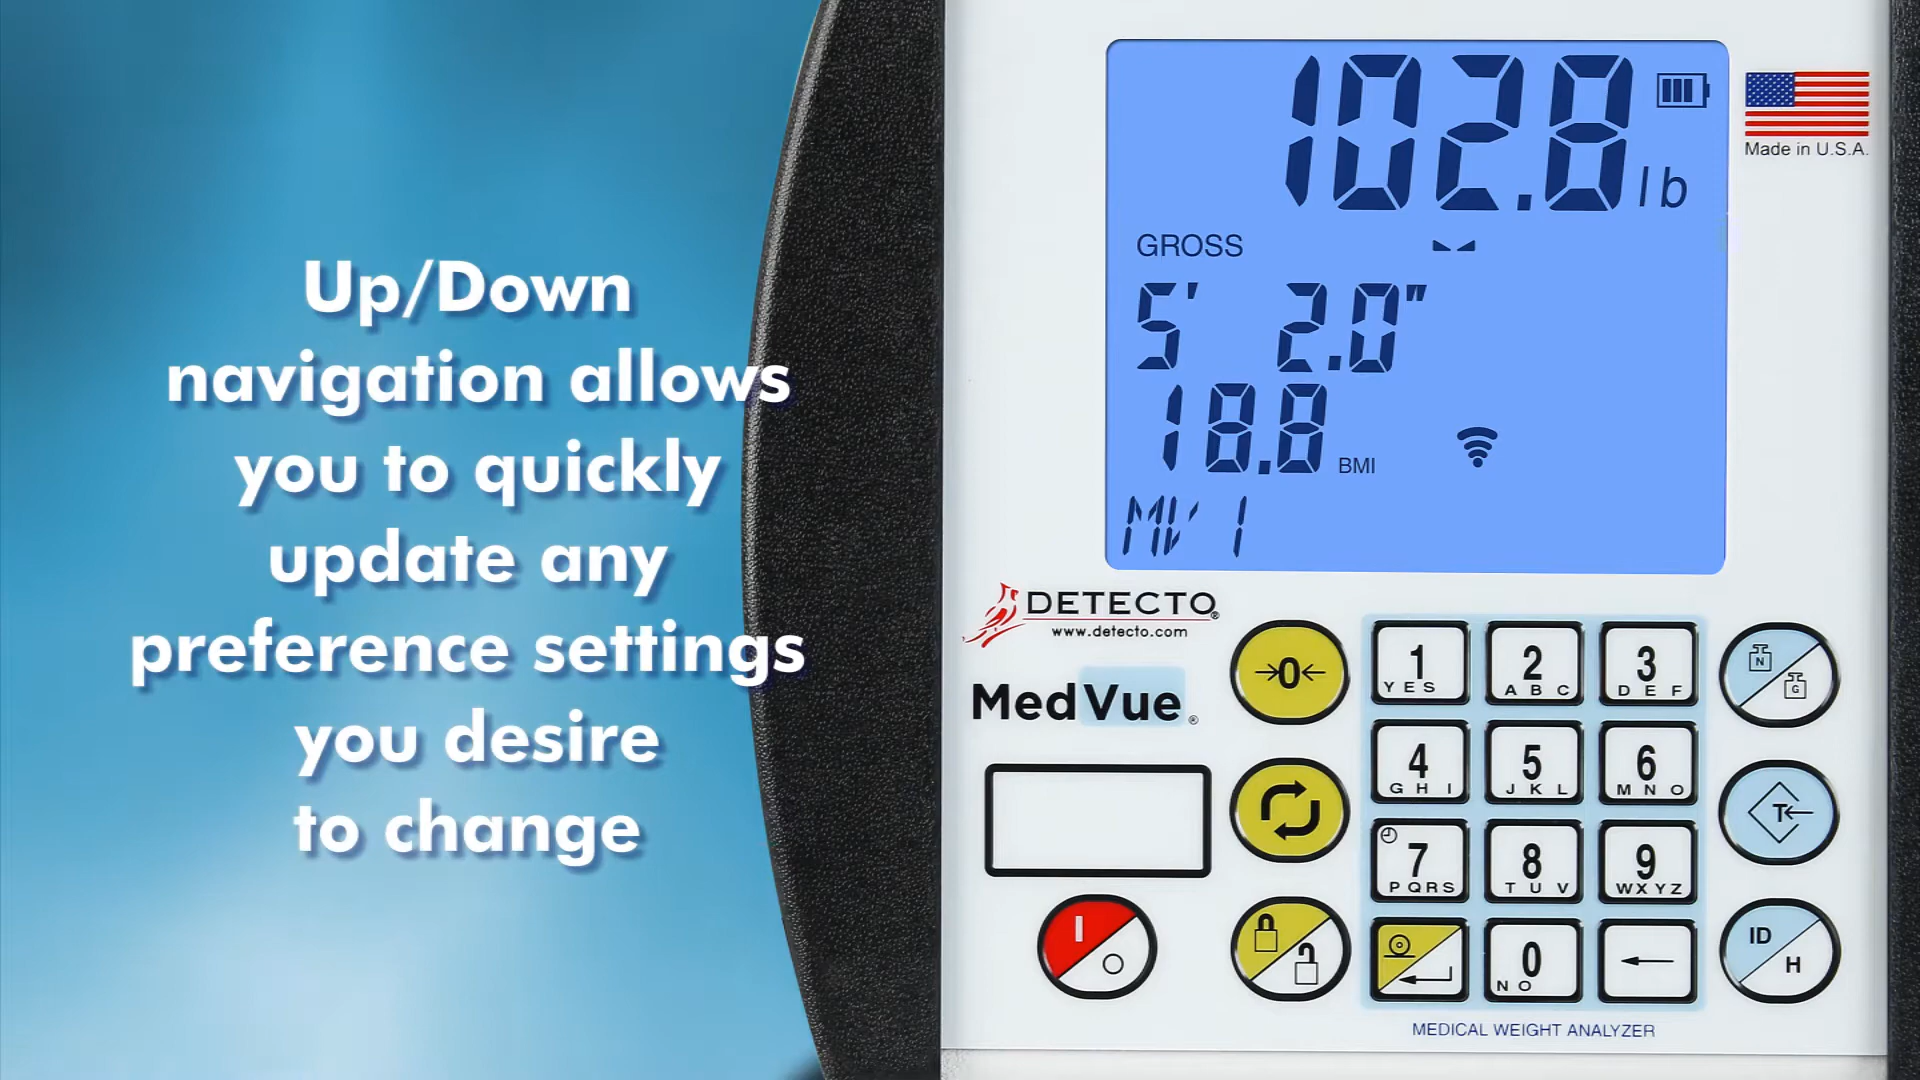 Up/Down
navigation allows
you to quickly
update any
preference settings
you desire
to change
102.8 lb
GROSS
5' 2.0"
18.8 BMI
MV 1
Made in U.S.A.
DETECTO®
www.detecto.com
MedVue®
→0←
1
YES
2
ABC
3
DEF
N
G
4
GHI
5
JKL
6
MNO
T
7
PQRS
8
TUV
9
WXYZ
I
O
0
NO
ID
H
MEDICAL WEIGHT ANALYZER